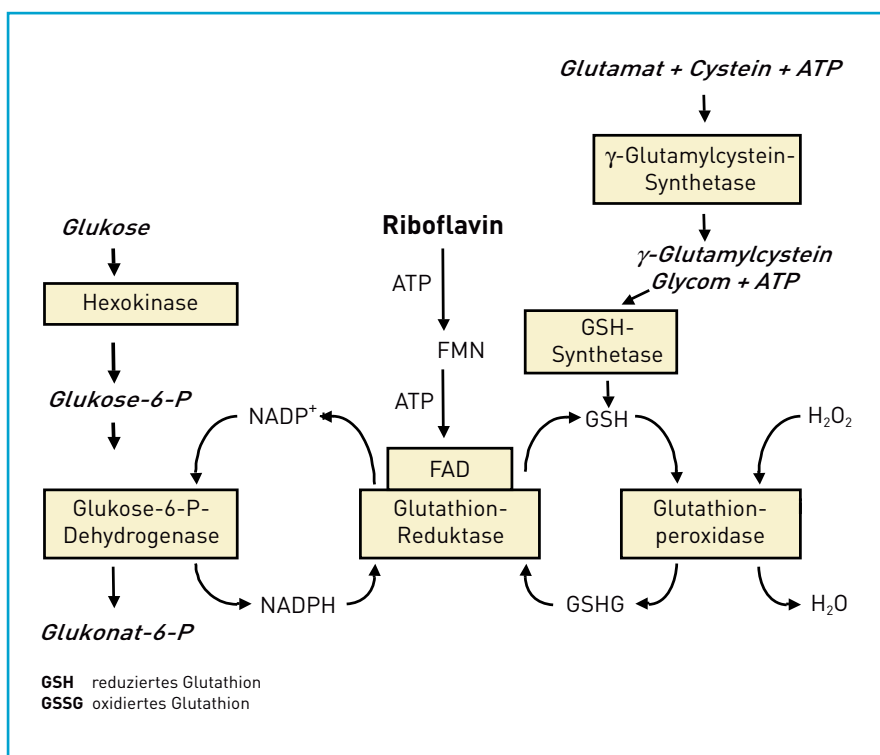 Glutamat + Cystein + ATP
γ-Glutamylcystein-
Synthetase
Glukose
Riboflavin
γ-Glutamylcystein
Glycom + ATP
Hexokinase
ATP
GSH-
Synthetase
FMN
Glukose-6-P
ATP
NADP⁺
GSH
H₂O₂
FAD
Glukose-6-P-
Dehydrogenase
Glutathion-
Reduktase
Glutathion-
peroxidase
NADPH
GSHG
H₂O
Glukonat-6-P
GSH reduziertes Glutathion
GSSG oxidiertes Glutathion